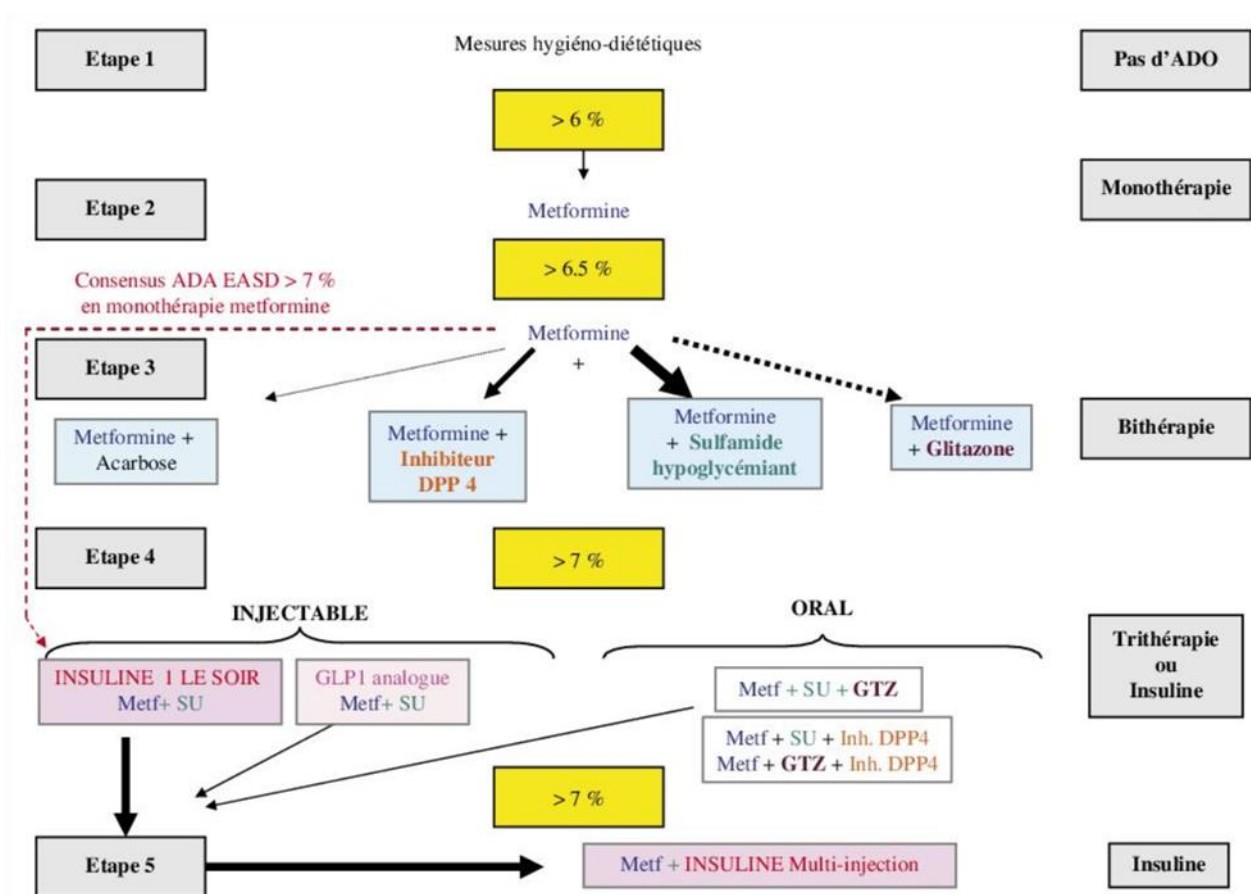 Etape 1
Mesures hygiéno-diététiques
Pas d'ADO
> 6 %
Monothérapie
Etape 2
Metformine
> 6.5 %
Consensus ADA EASD > 7 %
en monothérapie metformine
Metformine
+
Etape 3
Metformine +
Acarbose
Metformine +
Inhibiteur
DPP 4
Metformine
+ Sulfamide
hypoglycémiant
Metformine
+ Glitazone
Bithérapie
Etape 4
> 7 %
INJECTABLE
ORAL
Trithérapie
ou
Insuline
INSULINE 1 LE SOIR
Metf+ SU
GLP1 analogue
Metf+ SU
Metf + SU + GTZ
Metf + SU + Inh. DPP4
Metf + GTZ + Inh. DPP4
> 7 %
Etape 5
Metf + INSULINE Multi-injection
Insuline